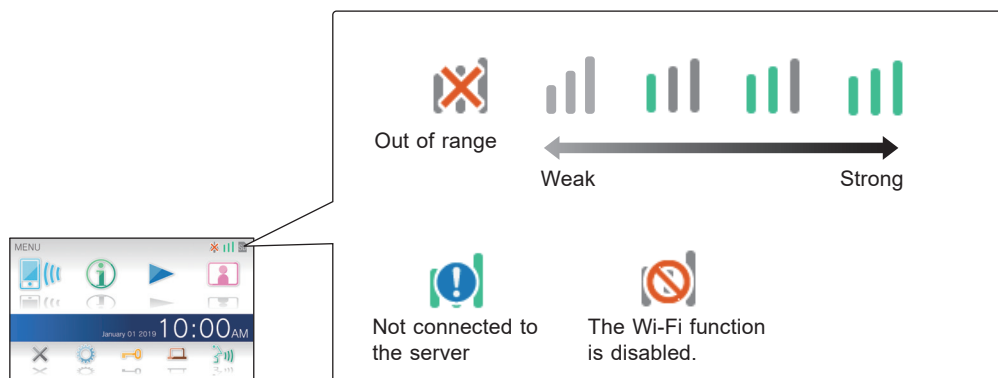 Out of range
Weak
Strong
MENU
January 01 2019 10:00AM
Not connected to
the server
The Wi-Fi function
is disabled.